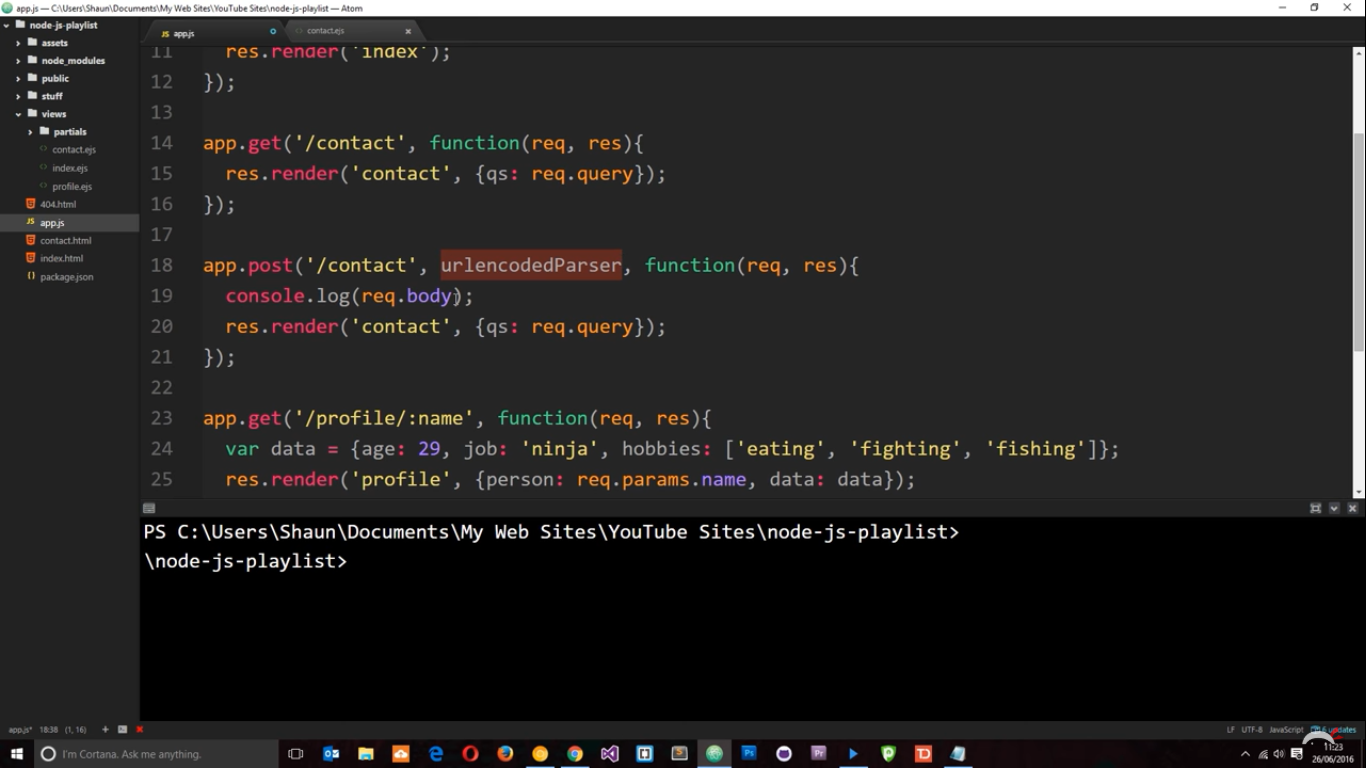 app.js — C:\Users\Shaun\Documents\My Web Sites\YouTube Sites\node-js-playlist — Atom
node-js-playlist
assets
node_modules
public
stuff
views
partials
contact.ejs
index.ejs
profile.ejs
404.html
app.js
contact.html
index.html
package.json
JS app.js
contact.ejs
11 res.render('index');
12 });
13
14 app.get('/contact', function(req, res){
15 res.render('contact', {qs: req.query});
16 });
17
18 app.post('/contact', urlencodedParser, function(req, res){
19 console.log(req.body);
20 res.render('contact', {qs: req.query});
21 });
22
23 app.get('/profile/:name', function(req, res){
24 var data = {age: 29, job: 'ninja', hobbies: ['eating', 'fighting', 'fishing']};
25 res.render('profile', {person: req.params.name, data: data});
PS C:\Users\Shaun\Documents\My Web Sites\YouTube Sites\node-js-playlist>
\node-js-playlist>
app.js* 18:38 (1, 16)
LF UTF-8 JavaScript 6 updates
I'm Cortana. Ask me anything.
11:23
26/06/2016